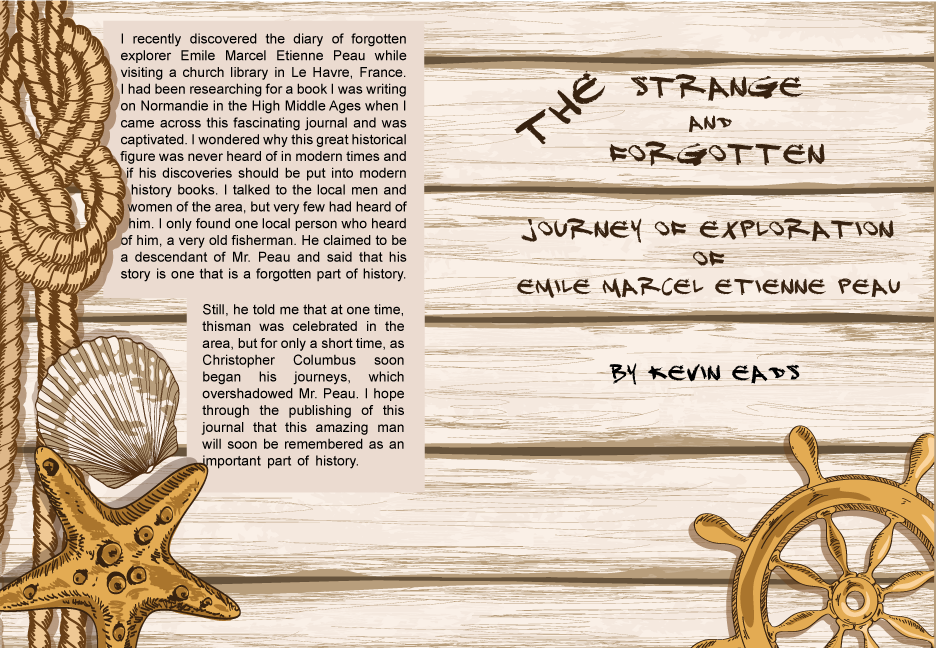 I recently discovered the diary of forgotten
explorer Emile Marcel Etienne Peau while
visiting a church library in Le Havre, France.
I had been researching for a book I was writing
on Normandie in the High Middle Ages when I
came across this fascinating journal and was
captivated. I wondered why this great historical
figure was never heard of in modern times and
if his discoveries should be put into modern
history books. I talked to the local men and
women of the area, but very few had heard of
him. I only found one local person who heard
of him, a very old fisherman. He claimed to be
a descendant of Mr. Peau and said that his
story is one that is a forgotten part of history.
Still, he told me that at one time,
thisman was celebrated in the
area, but for only a short time, as
Christopher Columbus soon
began his journeys, which
overshadowed Mr. Peau. I hope
through the publishing of this
journal that this amazing man
will soon be remembered as an
important part of history.
THE STRANGE
AND
FORGOTTEN
JOURNEY OF EXPLORATION
OF
EMILE MARCEL ETIENNE PEAU
BY KEVIN EADS